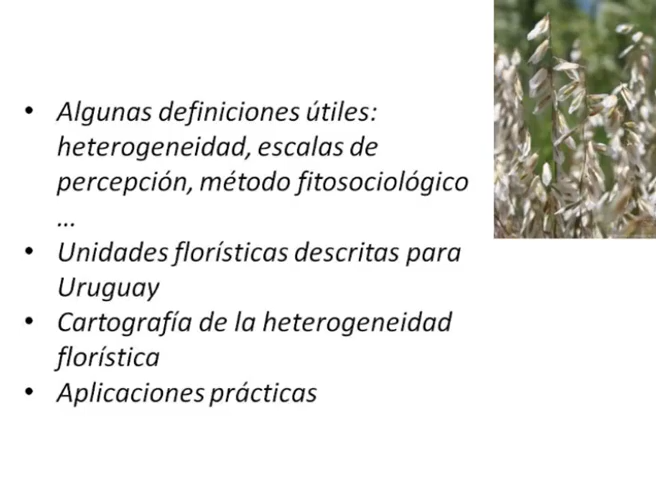 • Algunas definiciones útiles:
heterogeneidad, escalas de
percepción, método fitosociológico
...
• Unidades florísticas descritas para
Uruguay
• Cartografía de la heterogeneidad
florística
• Aplicaciones prácticas